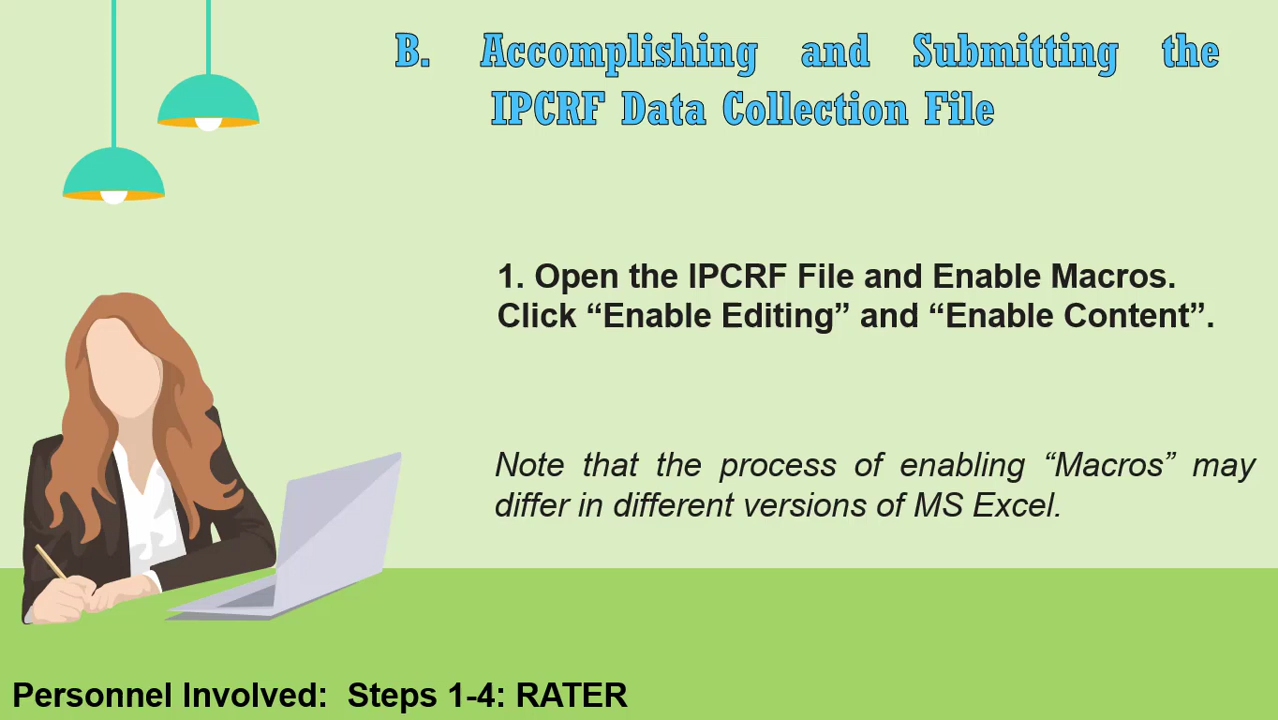 B. Accomplishing and Submitting the
IPCRF Data Collection File
1. Open the IPCRF File and Enable Macros.
Click “Enable Editing” and “Enable Content”.
Note that the process of enabling “Macros” may
differ in different versions of MS Excel.
Personnel Involved: Steps 1-4: RATER